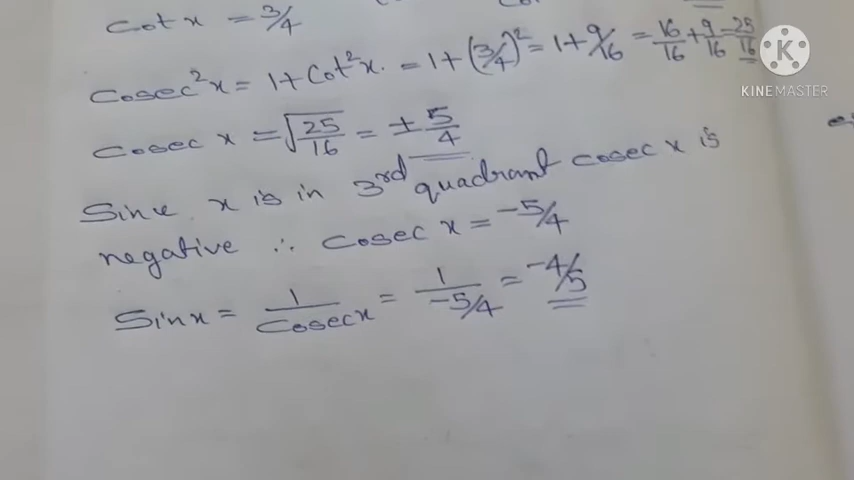 Cot x = 3/4
Cosec²x = 1 + Cot²x. = 1 + (3/4)² = 1 + 9/16 = 16/16 + 9/16 = 25/16
KINEMASTER
Cosec x = √25/16 = ± 5/4
Since x is in 3rd quadrant cosec x is
negative ∴ Cosec x = -5/4
Sin x = 1/Cosec x = 1/-5/4 = -4/5